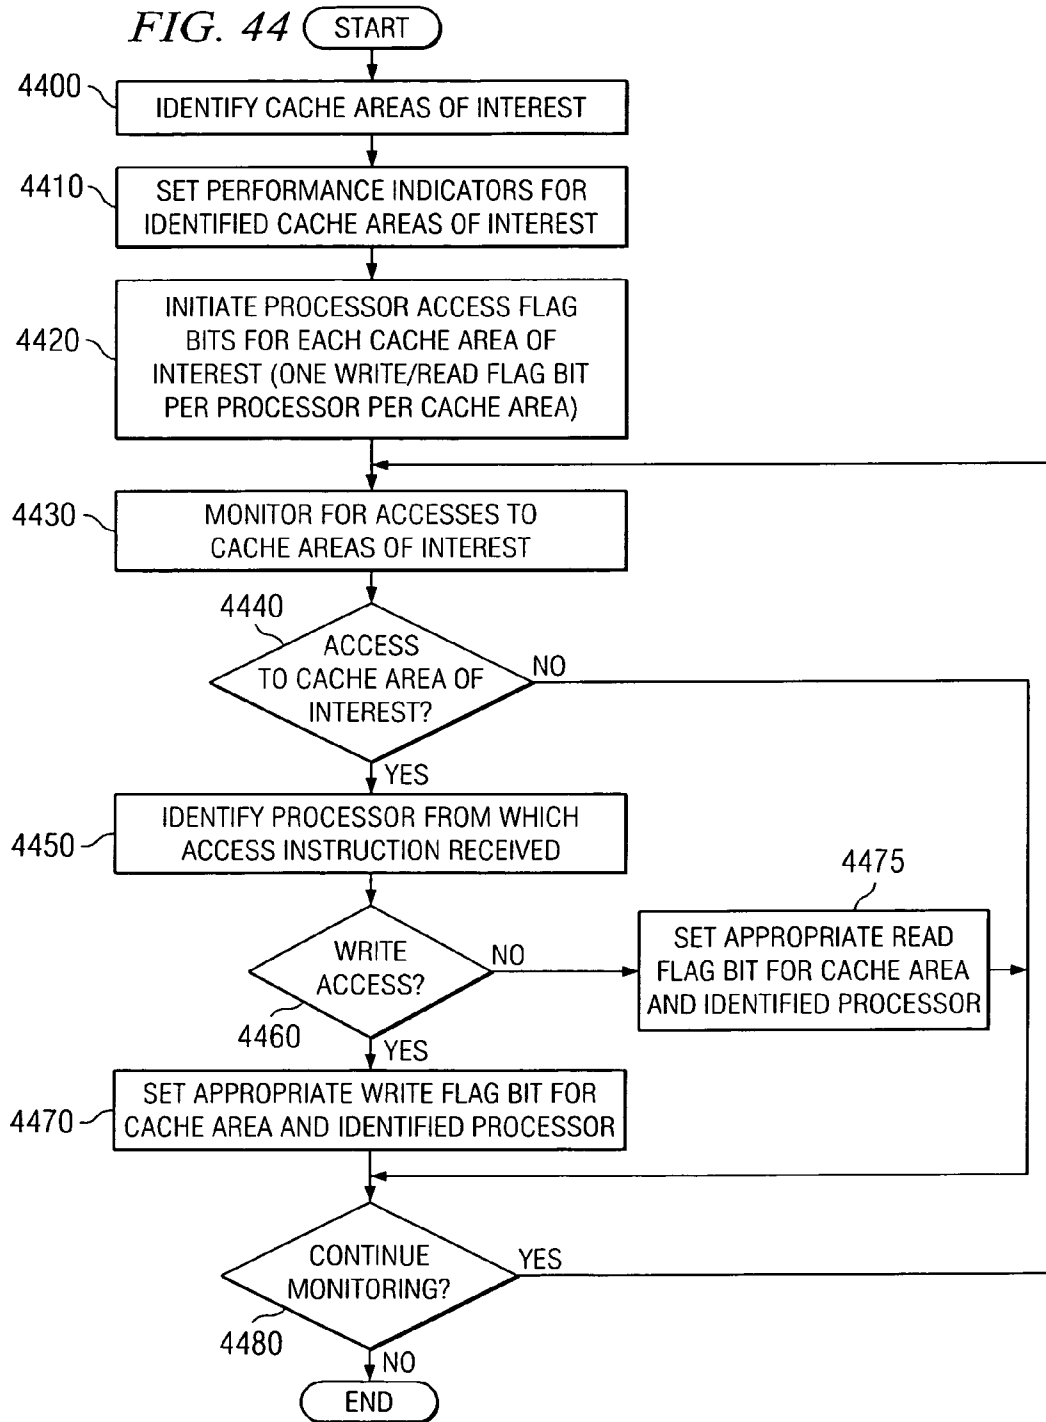 FIG. 44
START
4400
IDENTIFY CACHE AREAS OF INTEREST
4410
SET PERFORMANCE INDICATORS FOR
IDENTIFIED CACHE AREAS OF INTEREST
4420
INITIATE PROCESSOR ACCESS FLAG
BITS FOR EACH CACHE AREA OF
INTEREST (ONE WRITE/READ FLAG BIT
PER PROCESSOR PER CACHE AREA)
4430
MONITOR FOR ACCESSES TO
CACHE AREAS OF INTEREST
4440
ACCESS
TO CACHE AREA OF
INTEREST?
NO
YES
4450
IDENTIFY PROCESSOR FROM WHICH
ACCESS INSTRUCTION RECEIVED
4460
WRITE
ACCESS?
NO
4475
SET APPROPRIATE READ
FLAG BIT FOR CACHE AREA
AND IDENTIFIED PROCESSOR
YES
4470
SET APPROPRIATE WRITE FLAG BIT FOR
CACHE AREA AND IDENTIFIED PROCESSOR
CONTINUE
MONITORING?
YES
4480
NO
END